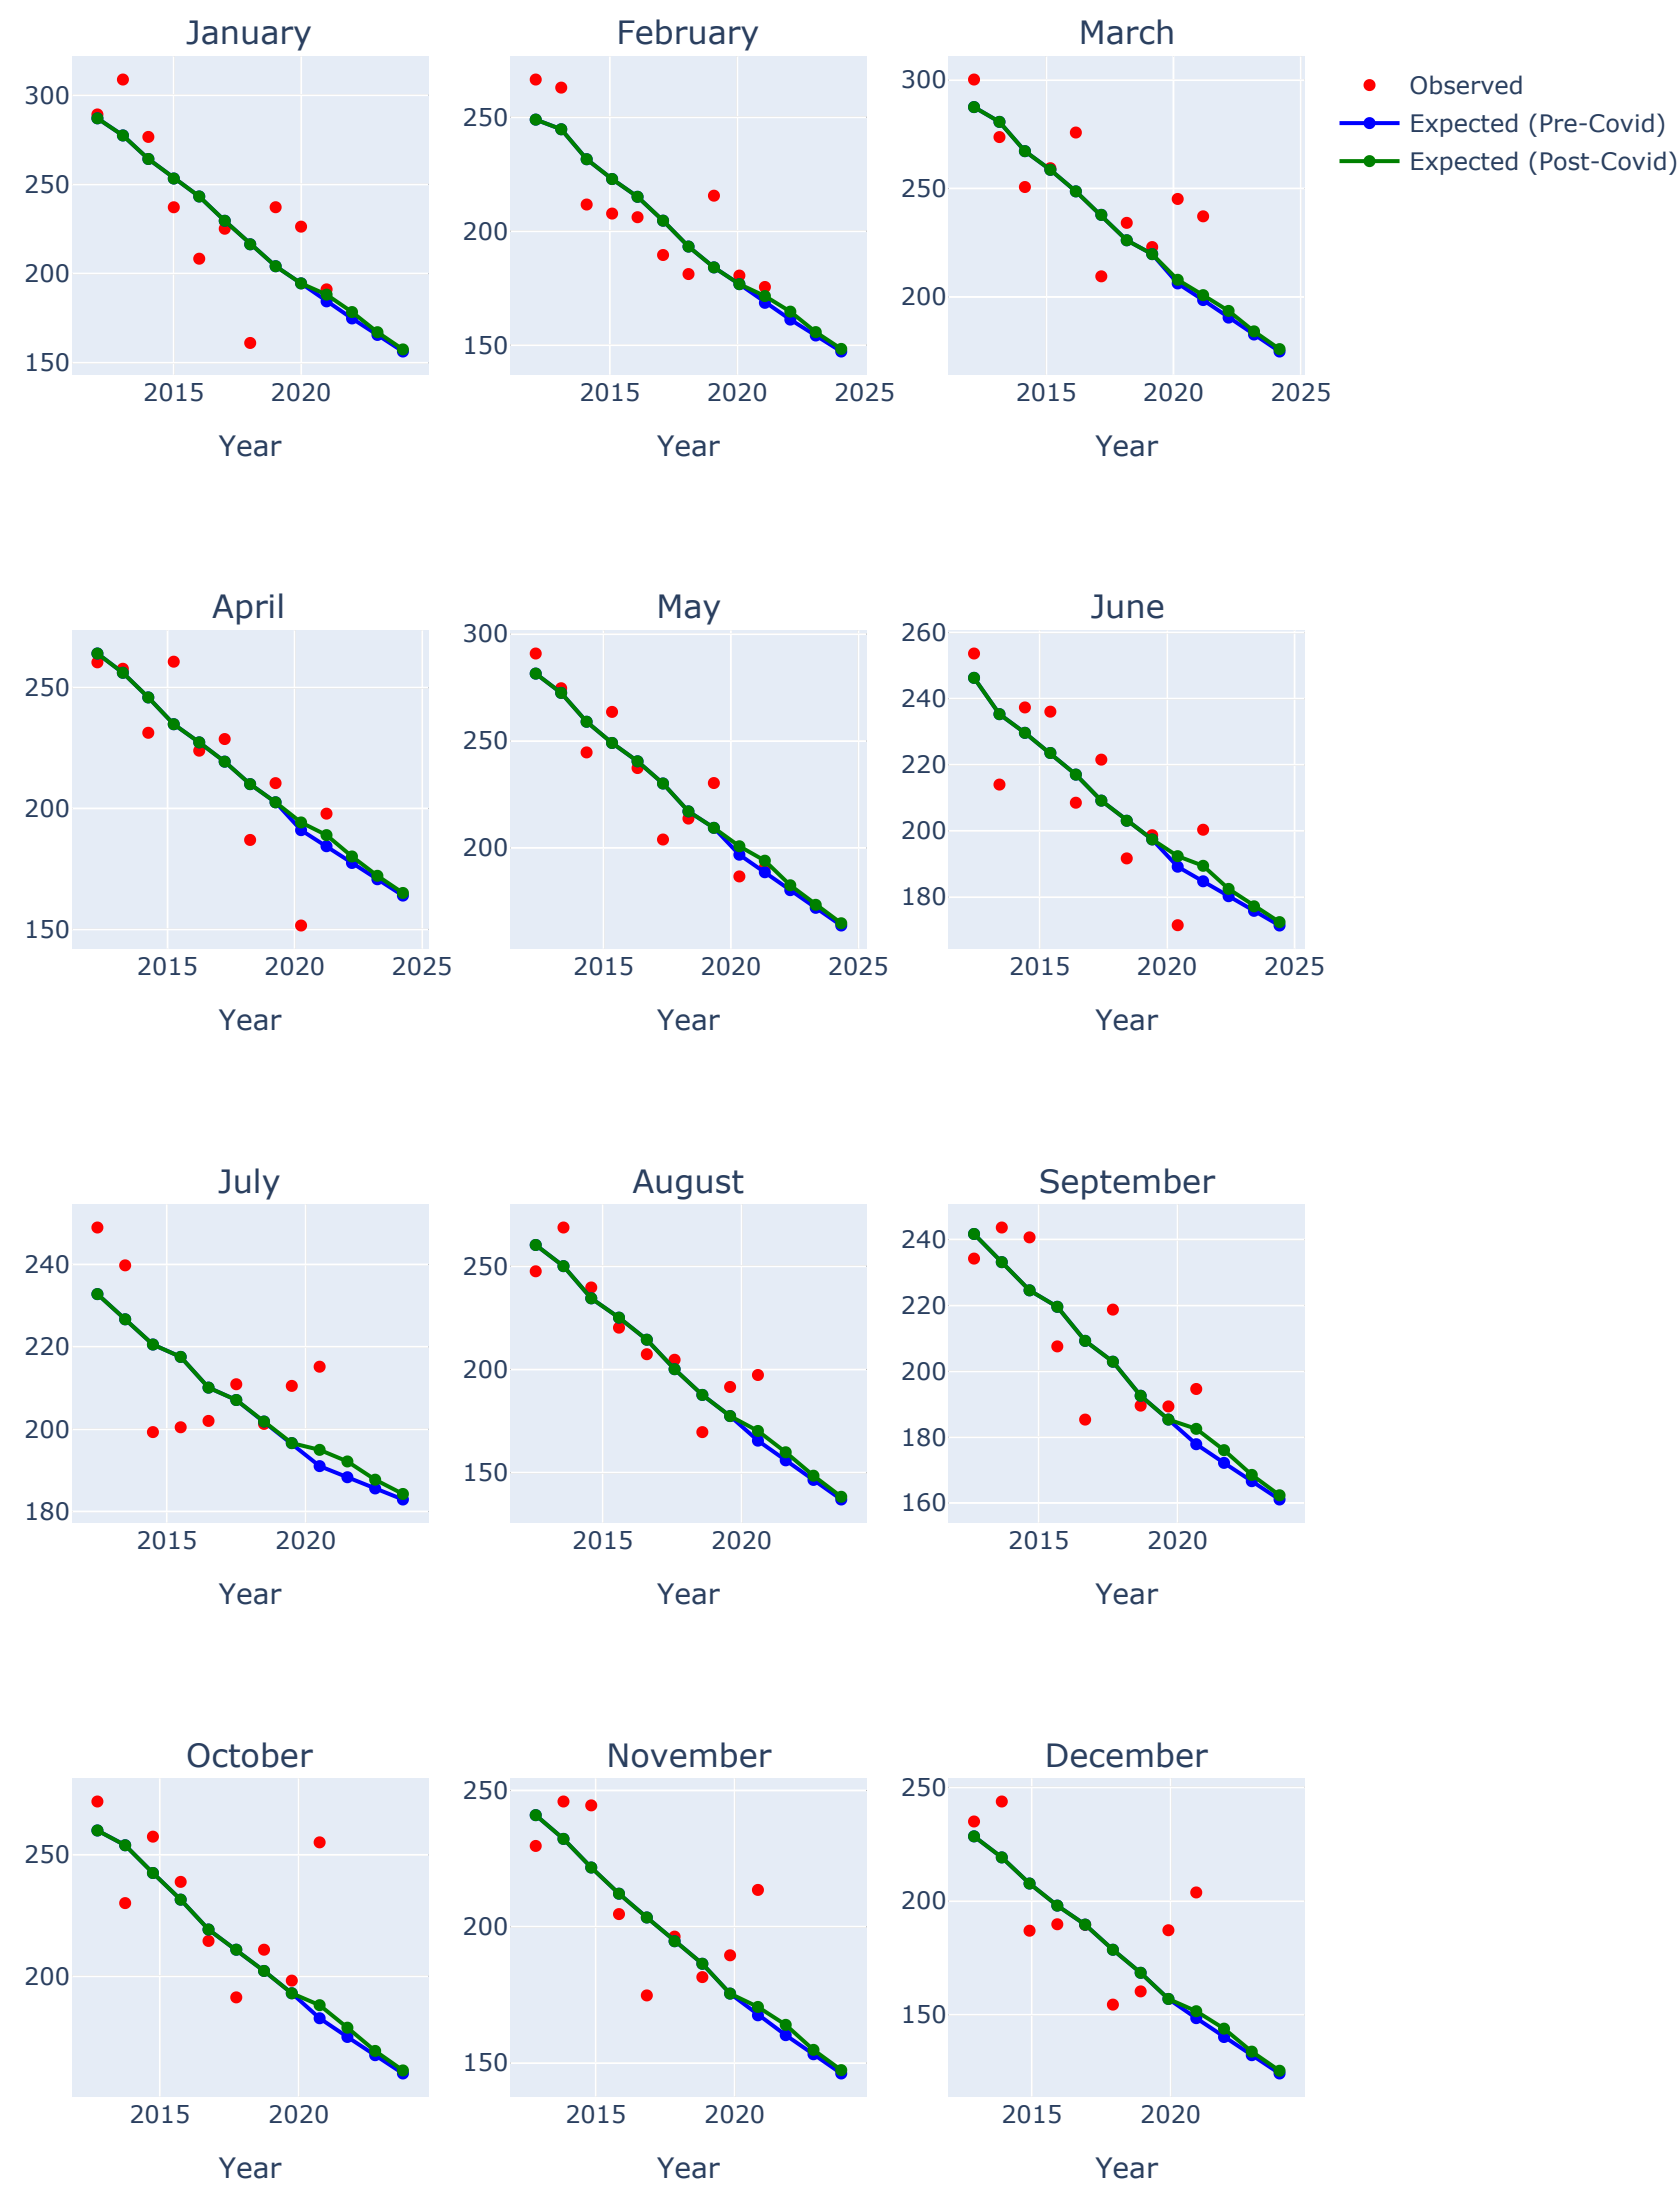 January
February
March
Observed
Expected (Pre-Covid)
Expected (Post-Covid)
300
250
200
150
2015
2020
Year
250
200
150
2015
2020
2025
Year
300
250
200
2015
2020
2025
Year
April
May
June
250
200
150
2015
2020
2025
Year
300
250
200
2015
2020
2025
Year
260
240
220
200
180
2015
2020
2025
Year
July
August
September
240
220
200
180
2015
2020
Year
250
200
150
2015
2020
Year
240
220
200
180
160
2015
2020
Year
October
November
December
250
200
2015
2020
Year
250
200
150
2015
2020
Year
250
200
150
2015
2020
Year